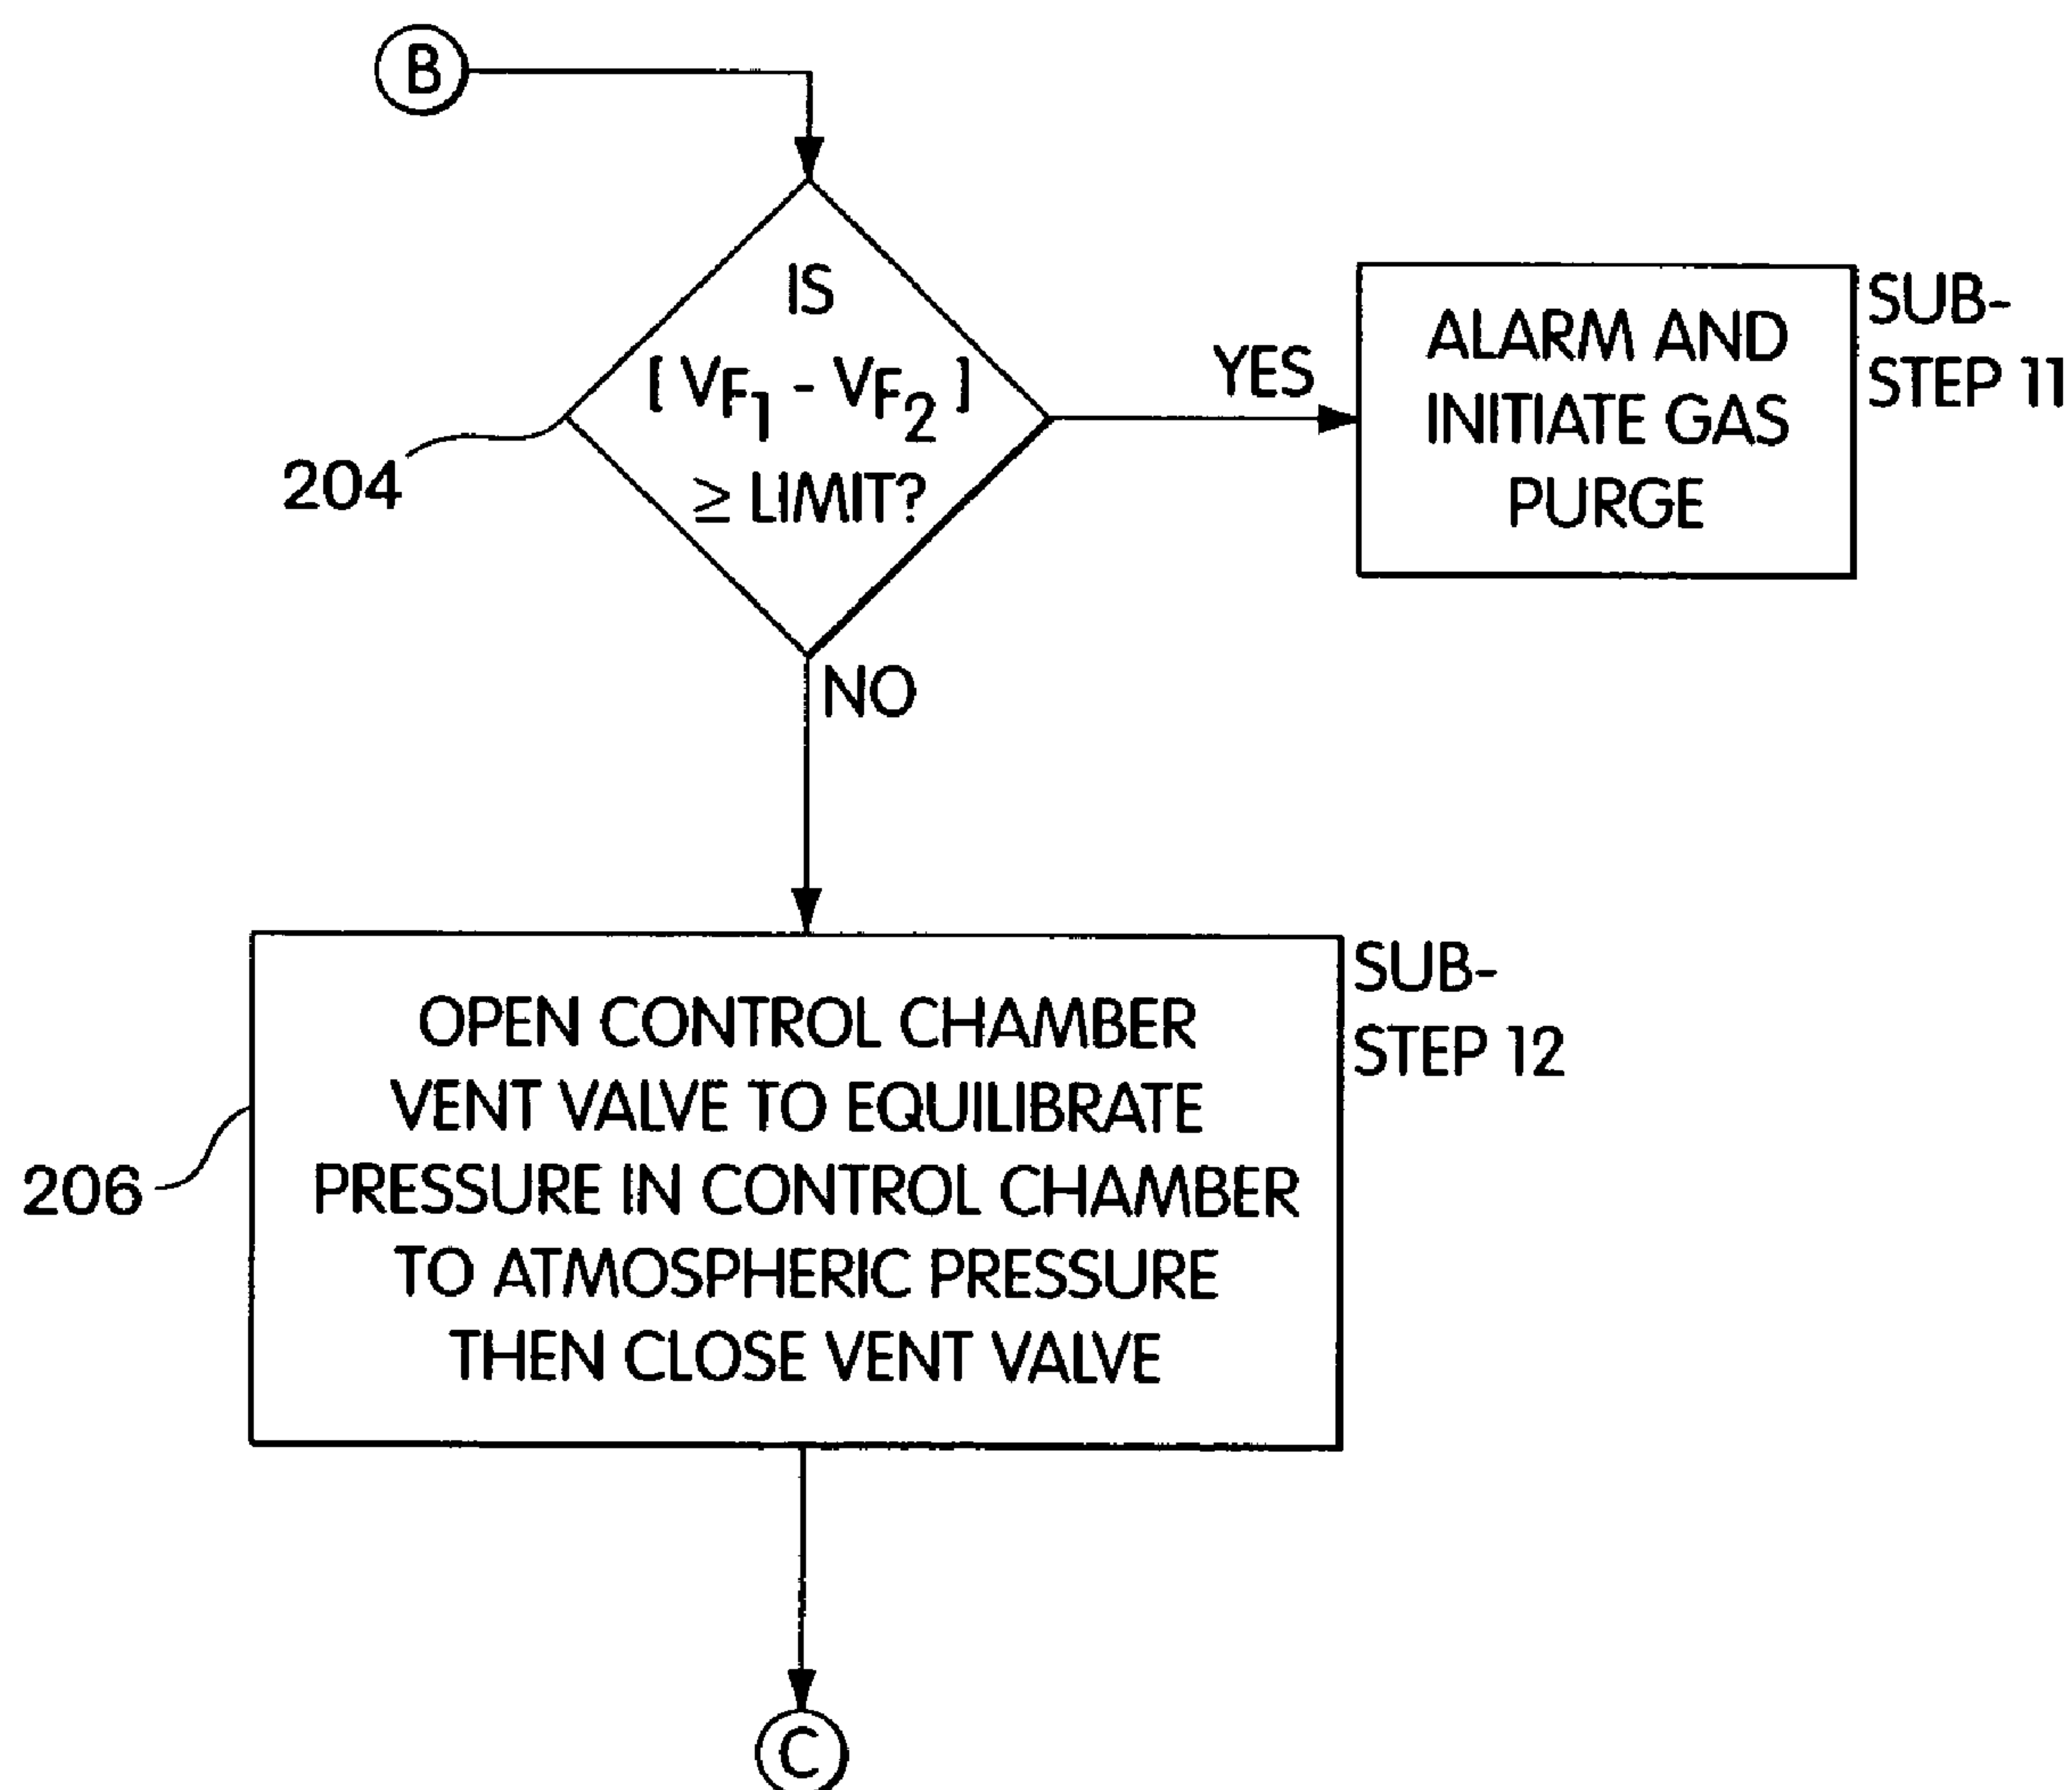 B
IS
[ VF1 - VF2 ]
≥ LIMIT?
204
YES
ALARM AND
INITIATE GAS
PURGE
SUB-
STEP 11
NO
OPEN CONTROL CHAMBER
VENT VALVE TO EQUILIBRATE
PRESSURE IN CONTROL CHAMBER
TO ATMOSPHERIC PRESSURE
THEN CLOSE VENT VALVE
SUB-
STEP 12
206
C